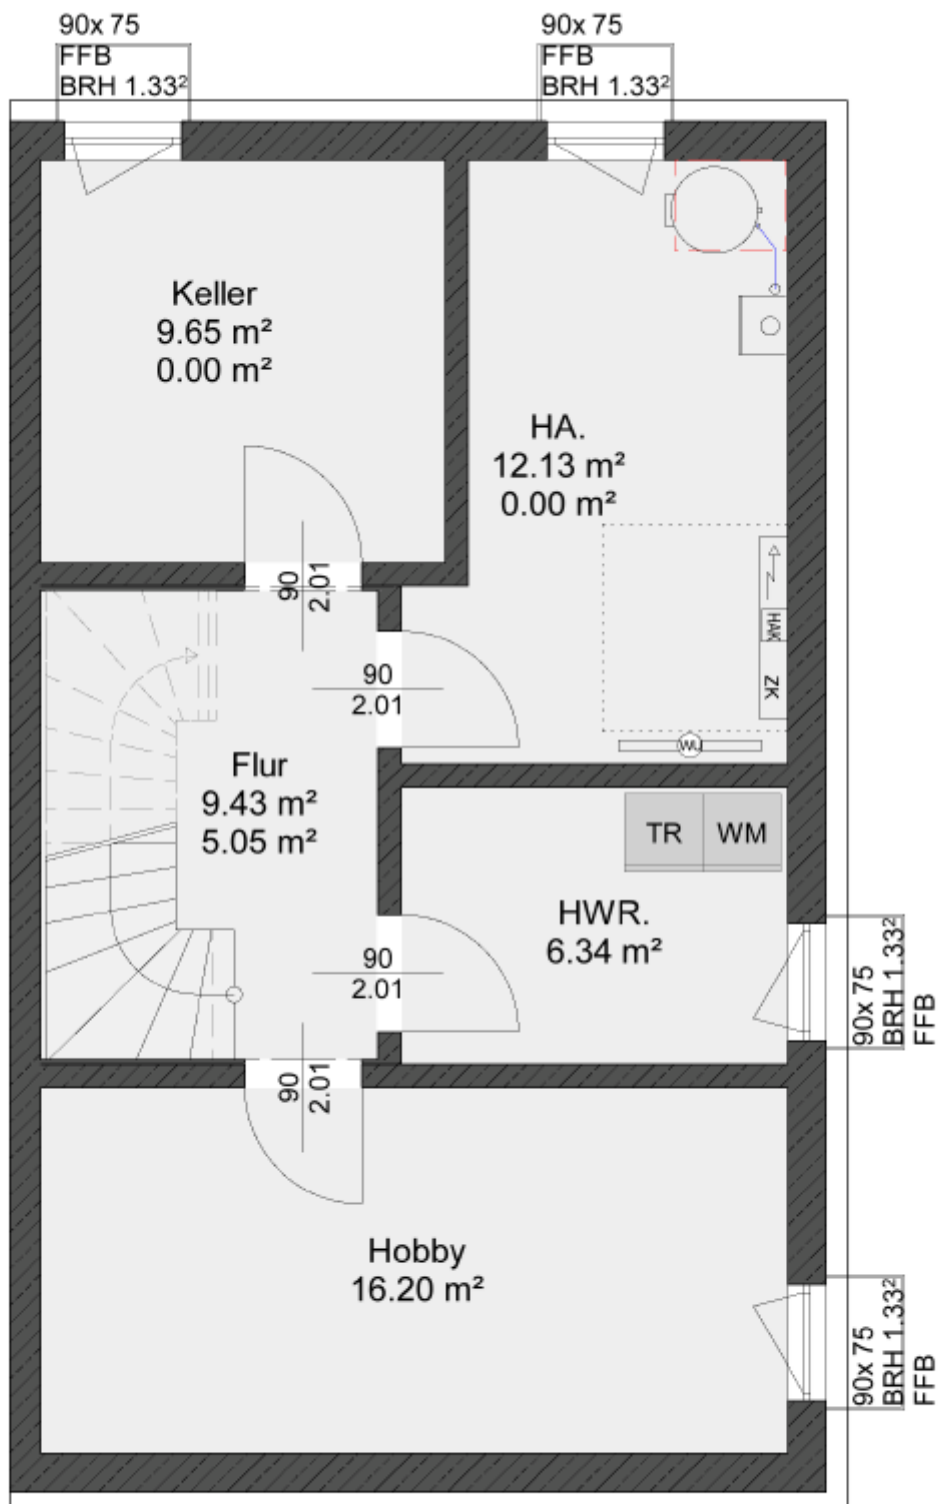 90x 75
FFB
BRH 1.33²
90x 75
FFB
BRH 1.33²
Keller
9.65 m²
0.00 m²
HA.
12.13 m²
0.00 m²
90
2.01
HAK
ZK
90
2.01
WU
Flur
9.43 m²
5.05 m²
TR
WM
HWR.
6.34 m²
90x 75
BRH 1.33²
FFB
90
2.01
90
2.01
Hobby
16.20 m²
90x 75
BRH 1.33²
FFB